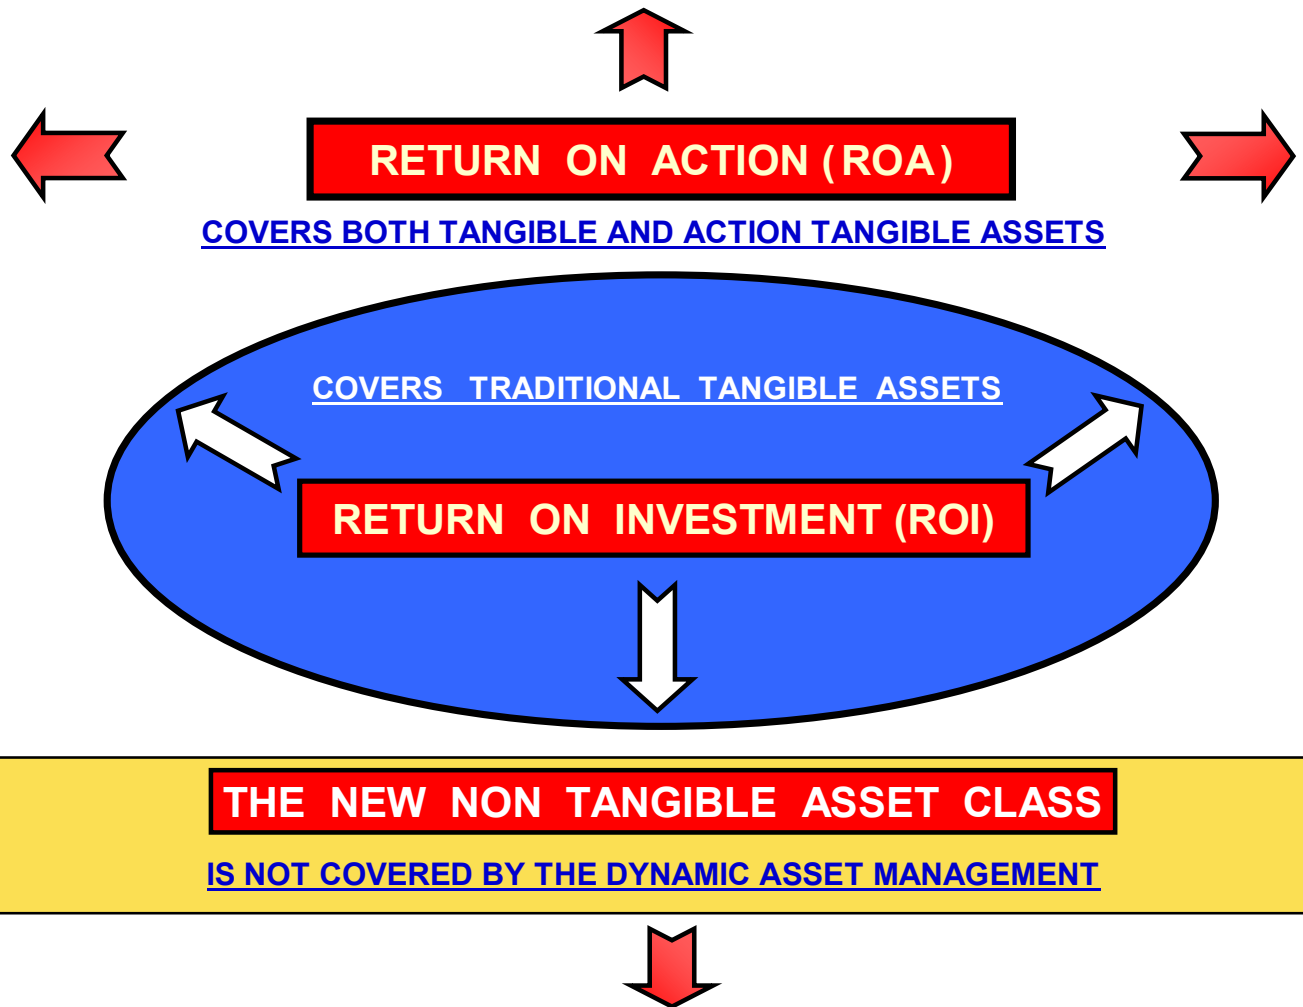 RETURN ON ACTION (ROA)
COVERS BOTH TANGIBLE AND ACTION TANGIBLE ASSETS
COVERS TRADITIONAL TANGIBLE ASSETS
RETURN ON INVESTMENT (ROI)
THE NEW NON TANGIBLE ASSET CLASS
IS NOT COVERED BY THE DYNAMIC ASSET MANAGEMENT